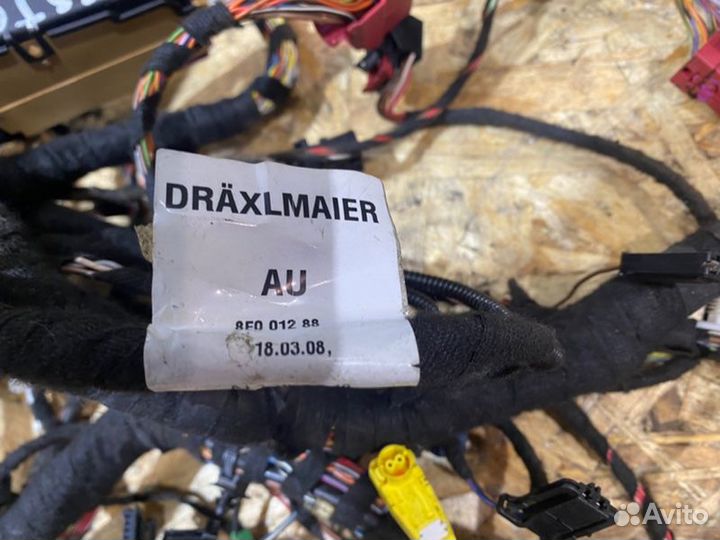 DRÄXLMAIER
AU
8E0 012 88
18.03.08,
Avito